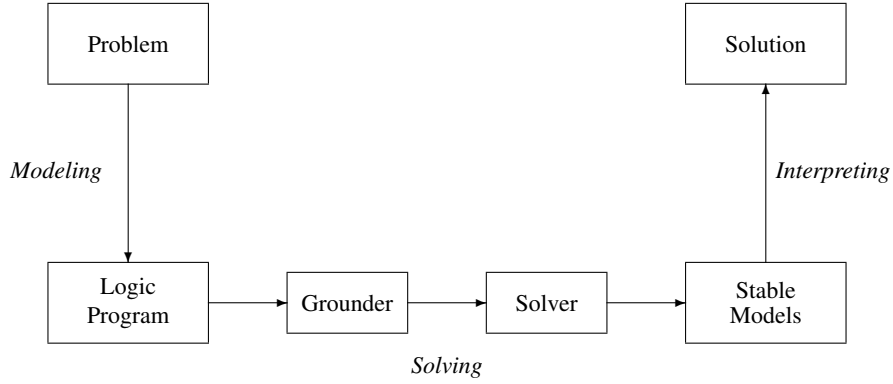 Problem
Solution
Modeling
Interpreting
Logic
Program
Grounder
Solver
Stable
Models
Solving